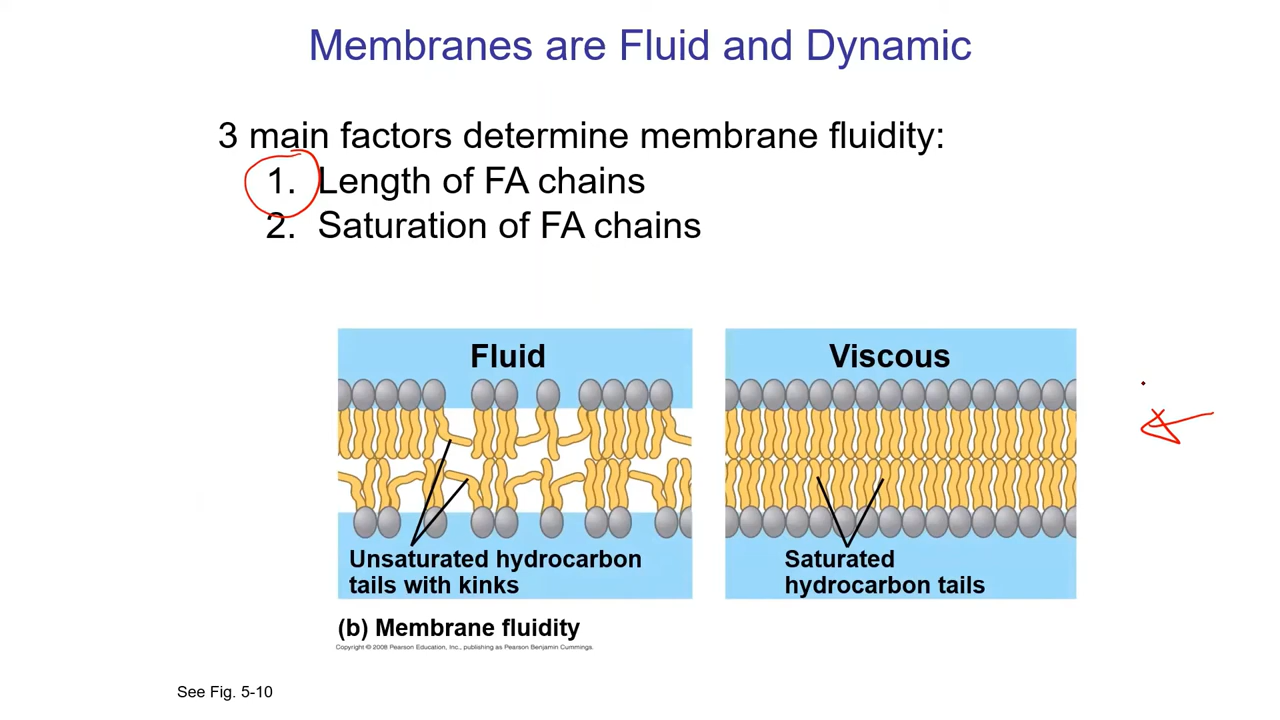 Membranes are Fluid and Dynamic
3 main factors determine membrane fluidity:
1. Length of FA chains
2. Saturation of FA chains
Fluid
Viscous
Unsaturated hydrocarbon
tails with kinks
Saturated
hydrocarbon tails
(b) Membrane fluidity
Copyright © 2008 Pearson Education, Inc., publishing as Pearson Benjamin Cummings.
See Fig. 5-10